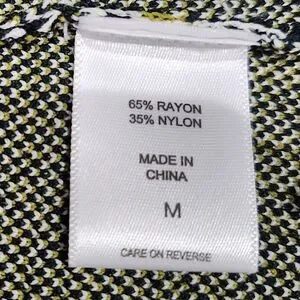 65% RAYON
35% NYLON
MADE IN
CHINA
M
CARE ON REVERSE